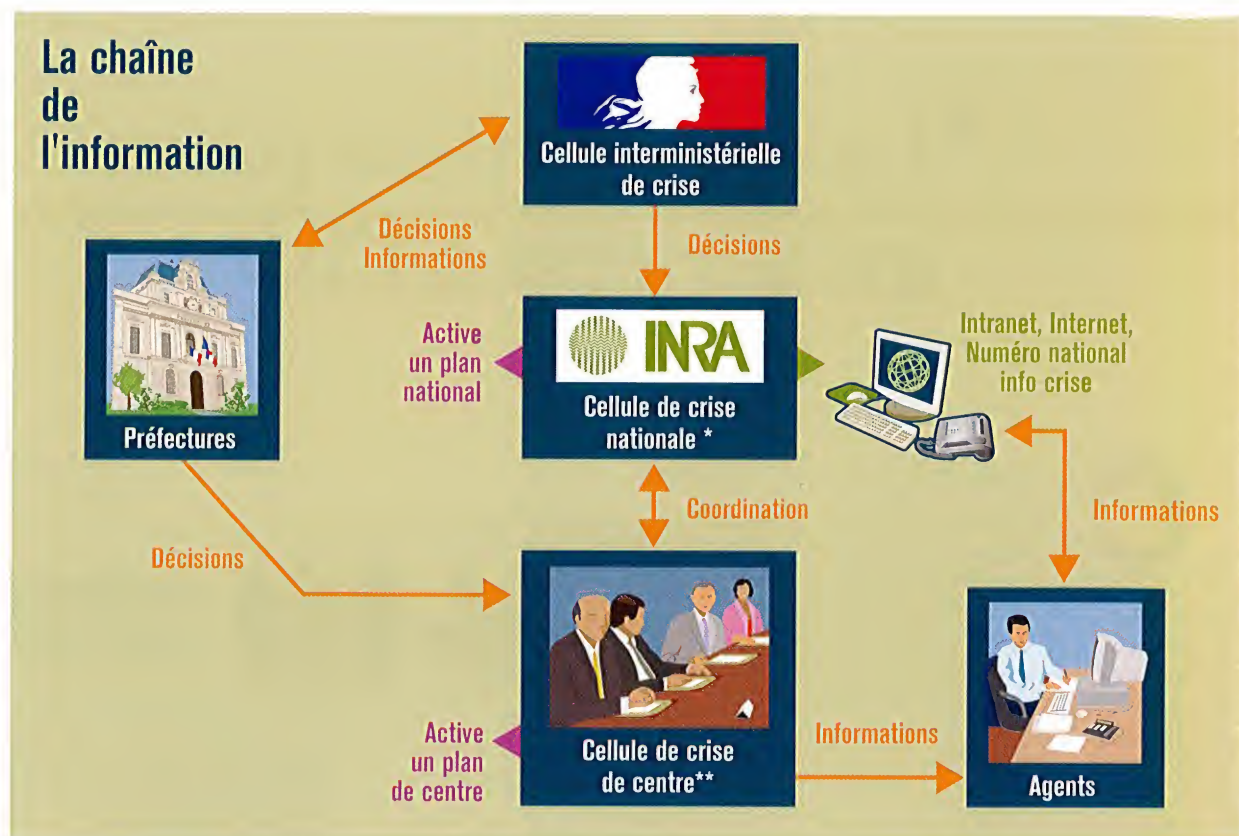 La chaîne
de
l'information
Cellule interministérielle
de crise
Décisions
Informations
Décisions
Préfectures
Active
un plan
national
INRA
Cellule de crise
nationale *
Intranet, Internet,
Numéro national
info crise
Coordination
Informations
Décisions
Active
un plan
de centre
Cellule de crise
de centre**
Informations
Agents